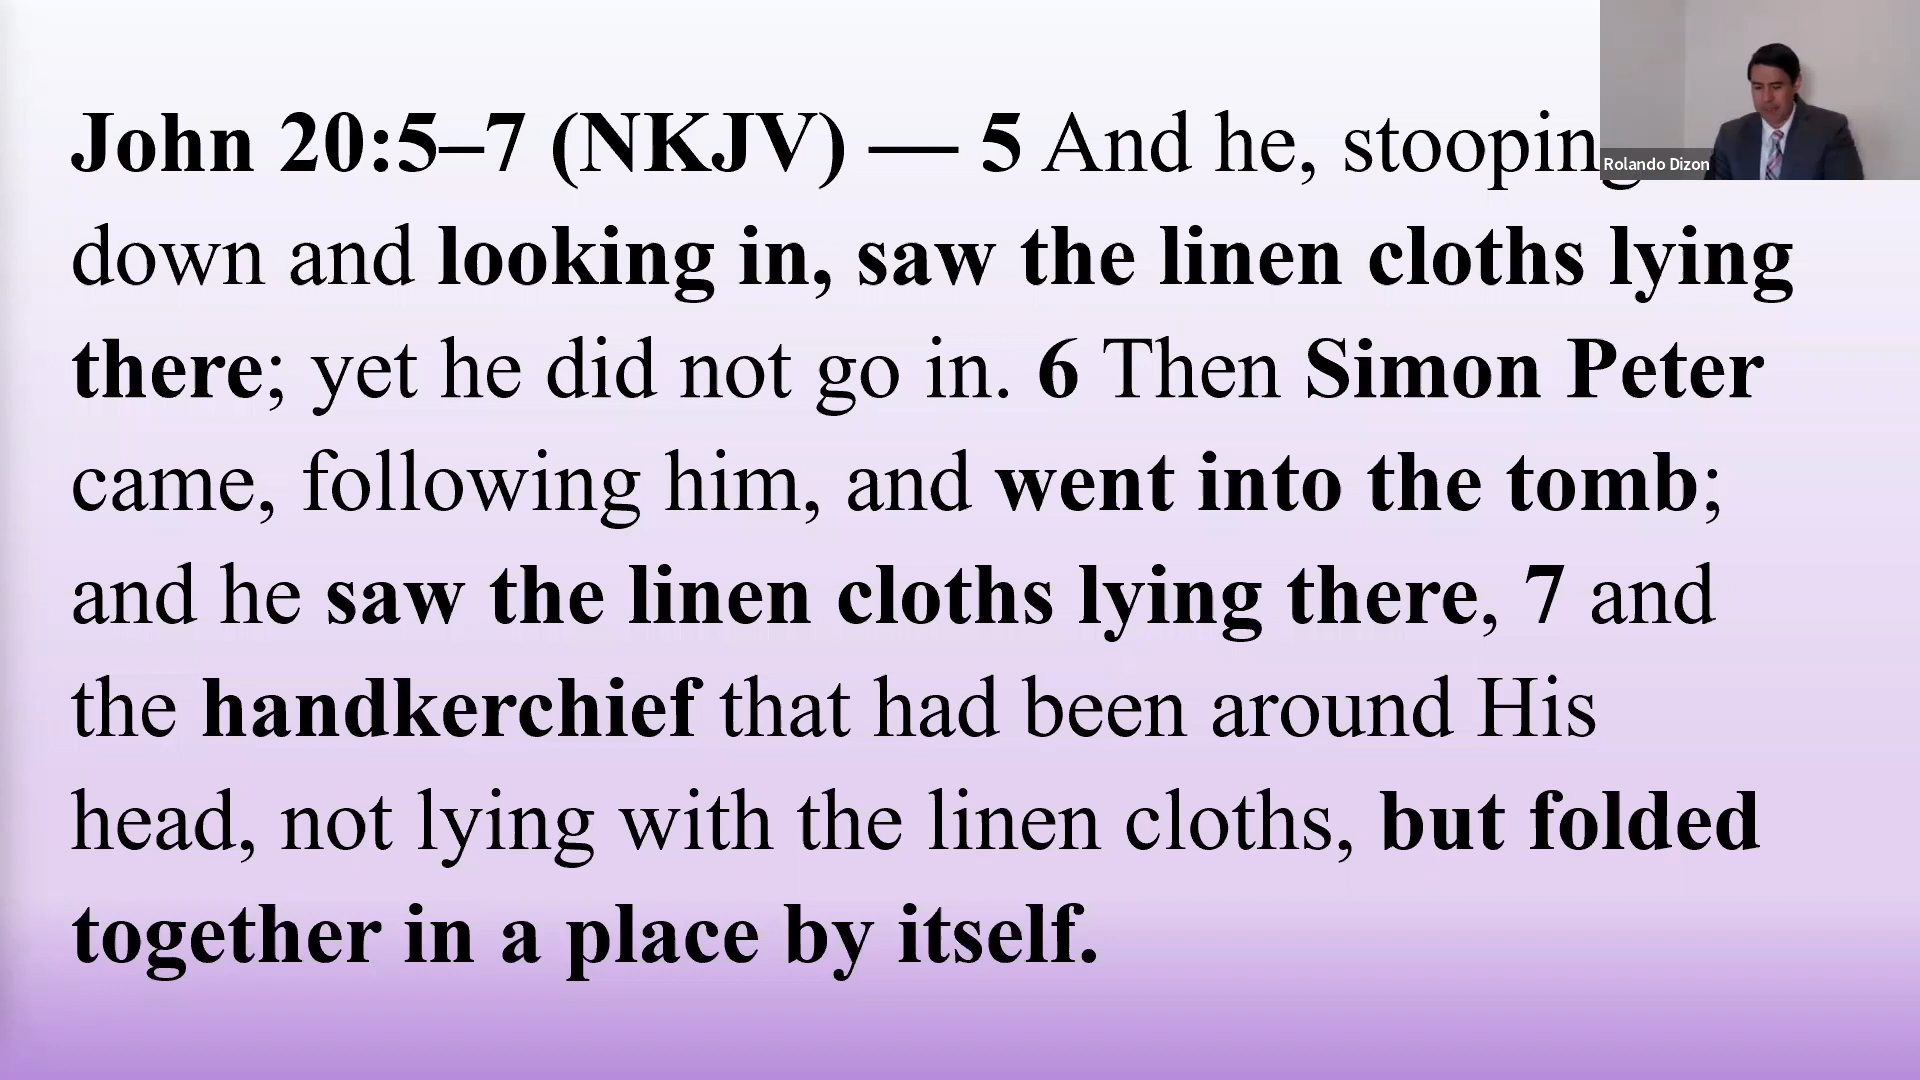 John 20:5–7 (NKJV) — 5 And he, stooping
down and looking in, saw the linen cloths lying
there; yet he did not go in. 6 Then Simon Peter
came, following him, and went into the tomb;
and he saw the linen cloths lying there, 7 and
the handkerchief that had been around His
head, not lying with the linen cloths, but folded
together in a place by itself.
Rolando Dizon